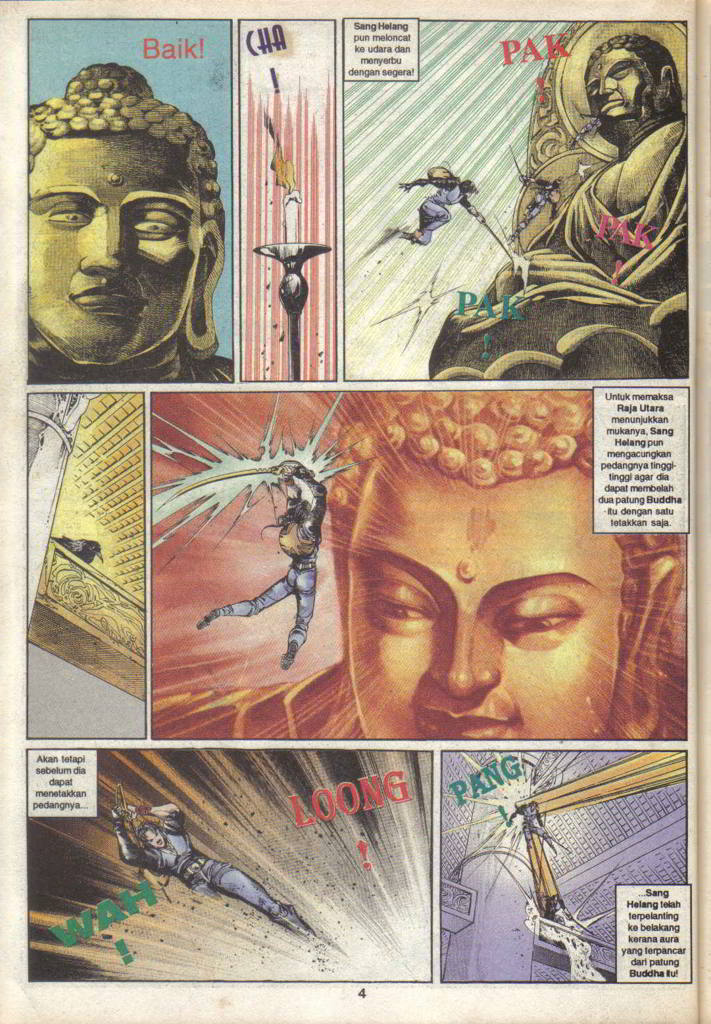 Baik!
CHA
!
Sang Helang
pun meloncat
ke udara dan
menyerbu
dengan segera!
PAK
!
PAK
!
PAK
!
Untuk memaksa
Raja Utara
menunjukkan
mukanya, Sang
Helang pun
mengacungkan
pedangnya tinggi-
tinggi agar dia
dapat membelah
dua patung Buddha
itu dengan satu
tetakkan saja.
Akan tetapi
sebelum dia
dapat
menetakkan
pedangnya...
LOONG
!
WAH
!
PANG
!
...Sang
Helang telah
terpelanting
ke belakang
kerana aura
yang terpancar
dari patung
Buddha itu!
4